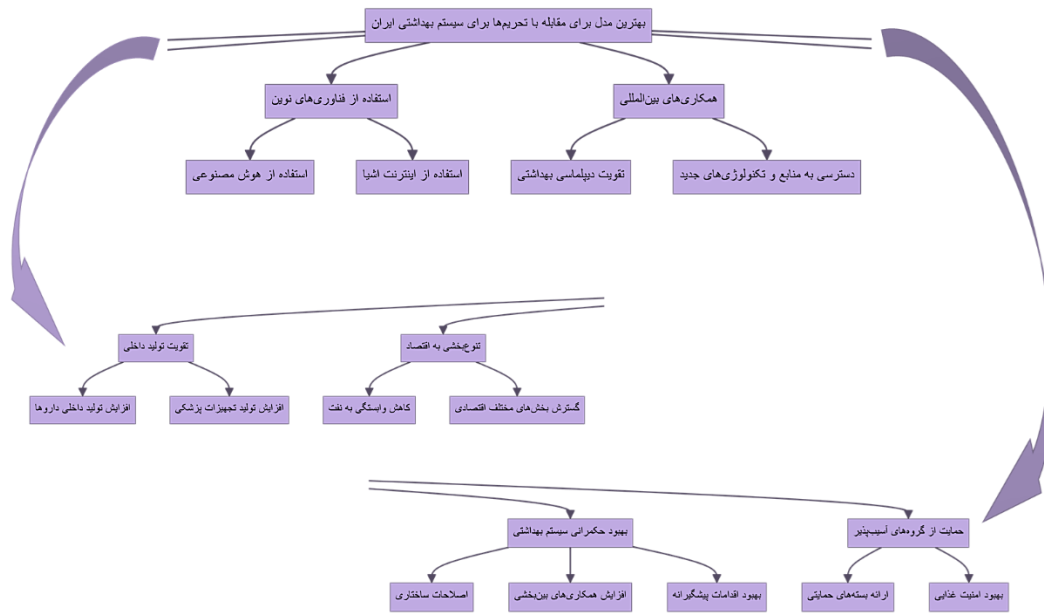 بهترین مدل برای مقابله با تحریم‌ها برای سیستم بهداشتی ایران
همکاری‌های بین‌المللی
استفاده از فناوری‌های نوین
دسترسی به منابع و تکنولوژی‌های جدید
تقویت دیپلماسی بهداشتی
استفاده از اینترنت اشیا
استفاده از هوش مصنوعی
تنوع‌بخشی به اقتصاد
تقویت تولید داخلی
گسترش بخش‌های مختلف اقتصادی
کاهش وابستگی به نفت
افزایش تولید تجهیزات پزشکی
افزایش تولید داخلی داروها
حمایت از گروه‌های آسیب‌پذیر
بهبود حکمرانی سیستم بهداشتی
بهبود امنیت غذایی
ارائه بسته‌های حمایتی
بهبود اقدامات پیشگیرانه
افزایش همکاری‌های بین‌بخشی
اصلاحات ساختاری